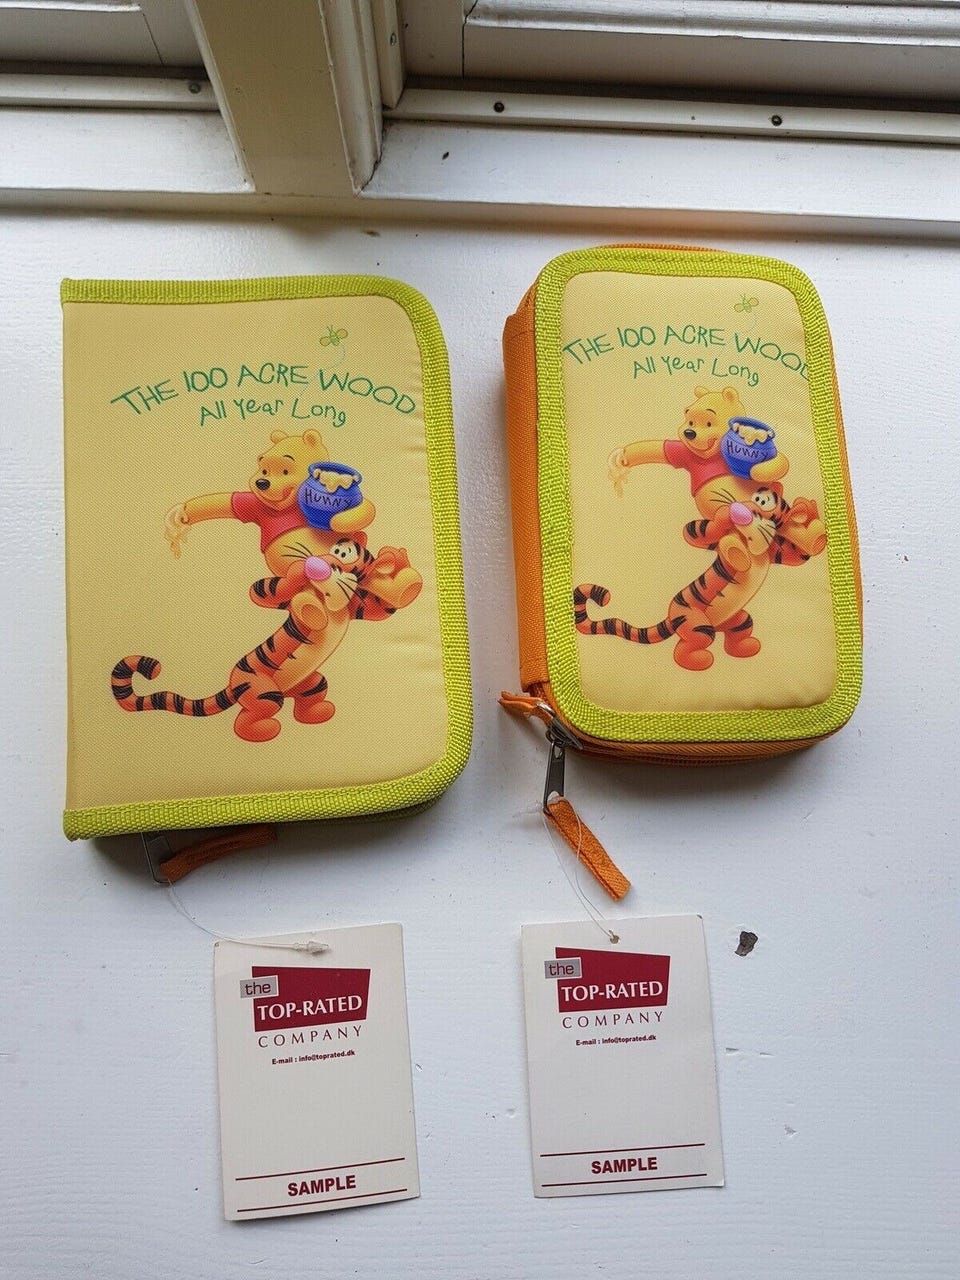 THE 100 ACRE WOOD
All Year Long
HUNNY
THE 100 ACRE WOOD
All Year Long
HUNNY
the
TOP-RATED
COMPANY
E-mail : info@toprated.dk
SAMPLE
the
TOP-RATED
COMPANY
E-mail : info@toprated.dk
SAMPLE